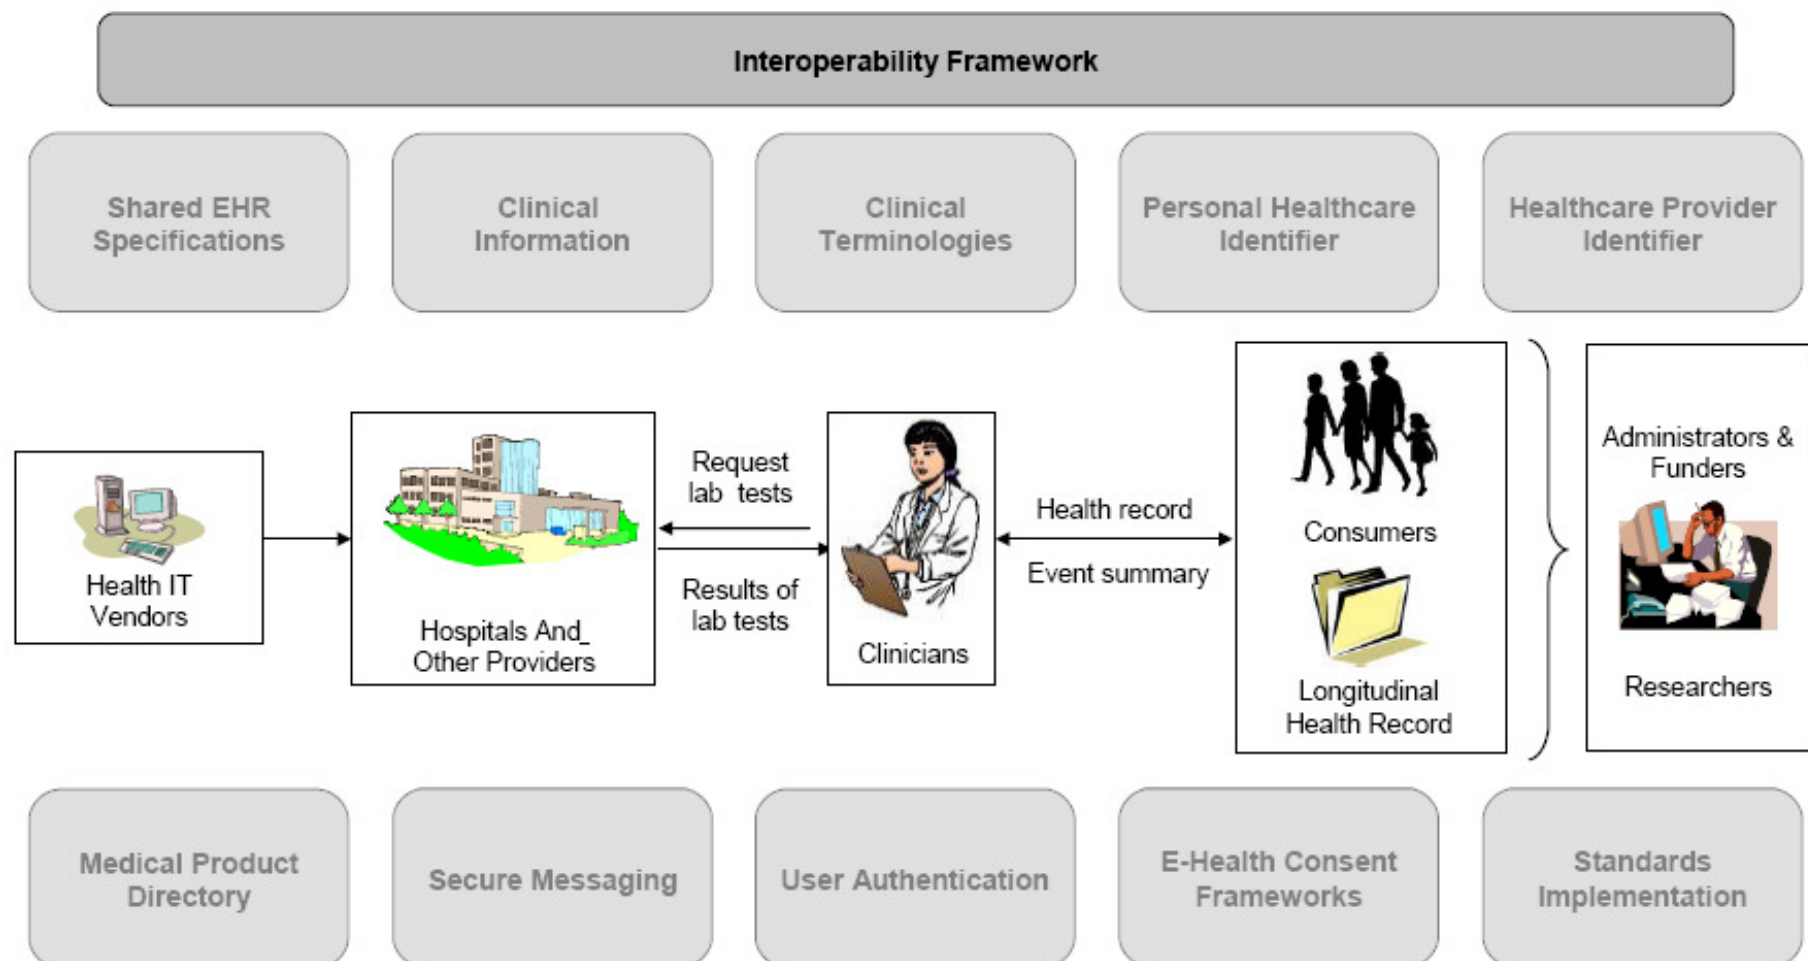 Interoperability Framework
Shared EHR
Specifications
Clinical
Information
Clinical
Terminologies
Personal Healthcare
Identifier
Healthcare Provider
Identifier
Health IT
Vendors
Hospitals And_
Other Providers
Request
lab tests
Results of
lab tests
Clinicians
Health record
Event summary
Consumers
Longitudinal
Health Record
Administrators &
Funders
Researchers
Medical Product
Directory
Secure Messaging
User Authentication
E-Health Consent
Frameworks
Standards
Implementation